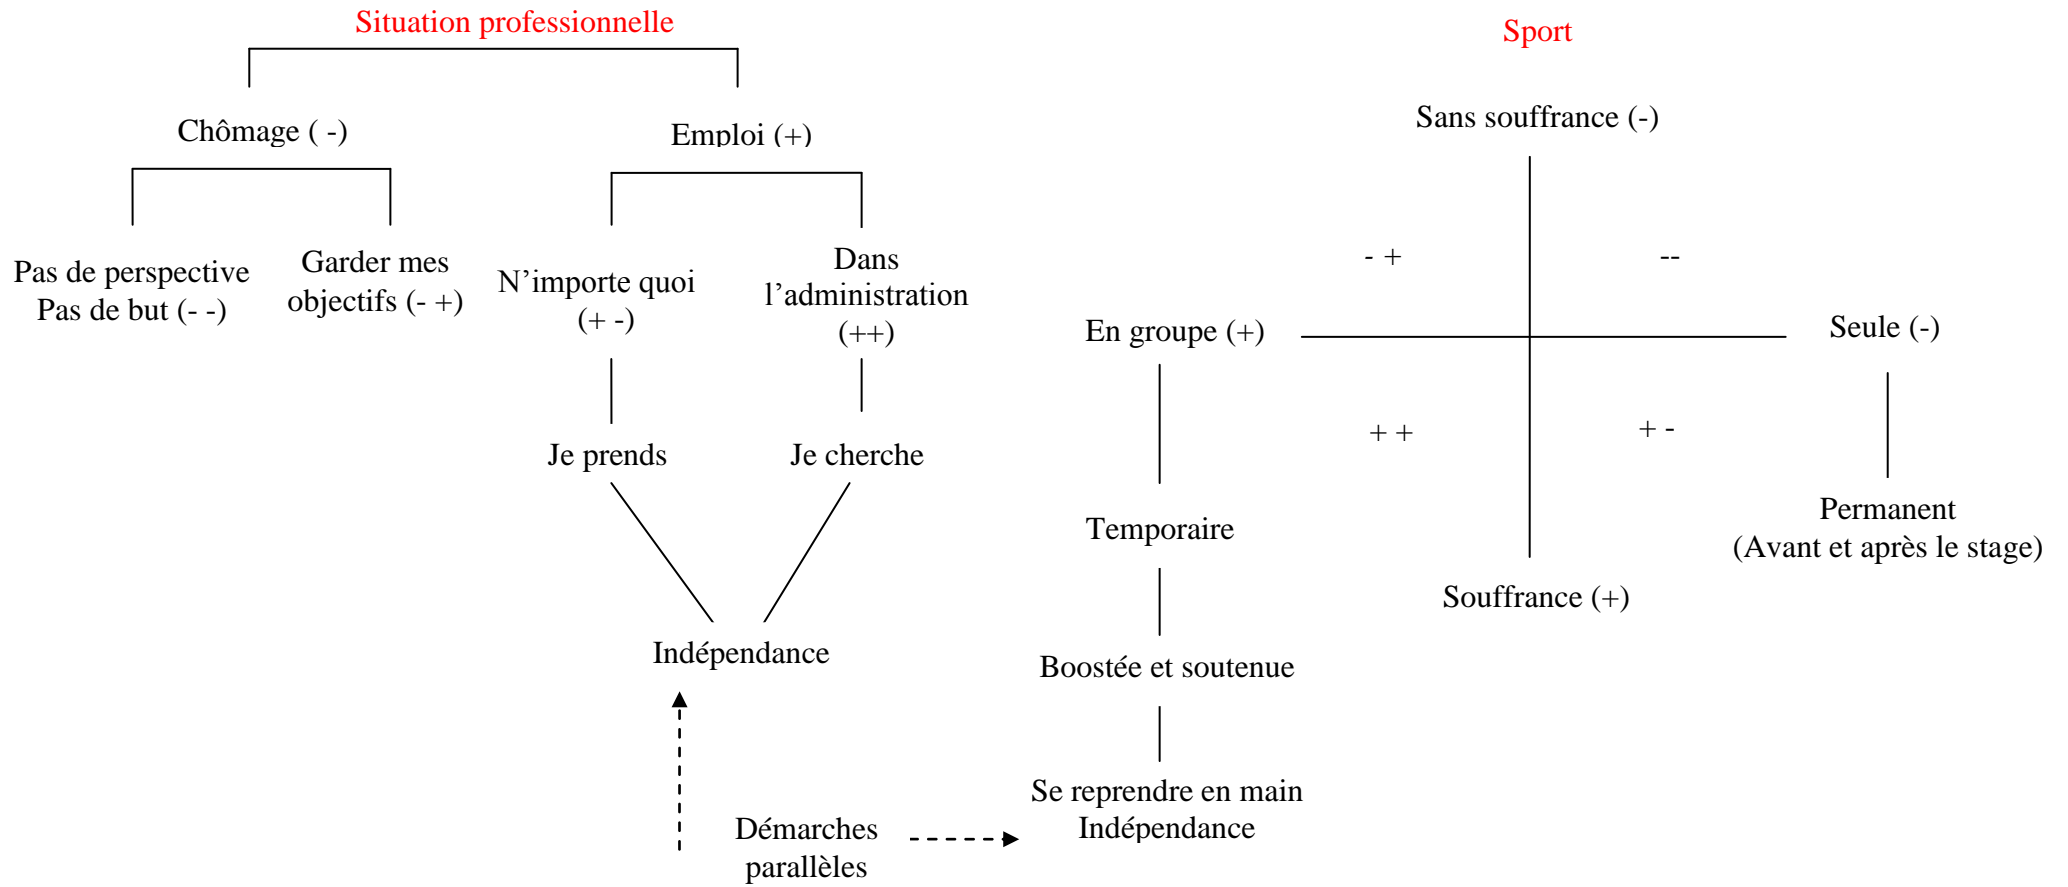 Situation professionnelle
Chômage ( -)
Emploi (+)
Pas de perspective
Pas de but (- -)
Garder mes
objectifs (- +)
N’importe quoi
(+ -)
Dans
l’administration
(++)
Je prends
Je cherche
Indépendance
Démarches
parallèles
Sport
Sans souffrance (-)
- +
--
En groupe (+)
Seule (-)
+ +
+ -
Temporaire
Permanent
(Avant et après le stage)
Souffrance (+)
Boostée et soutenue
Se reprendre en main
Indépendance